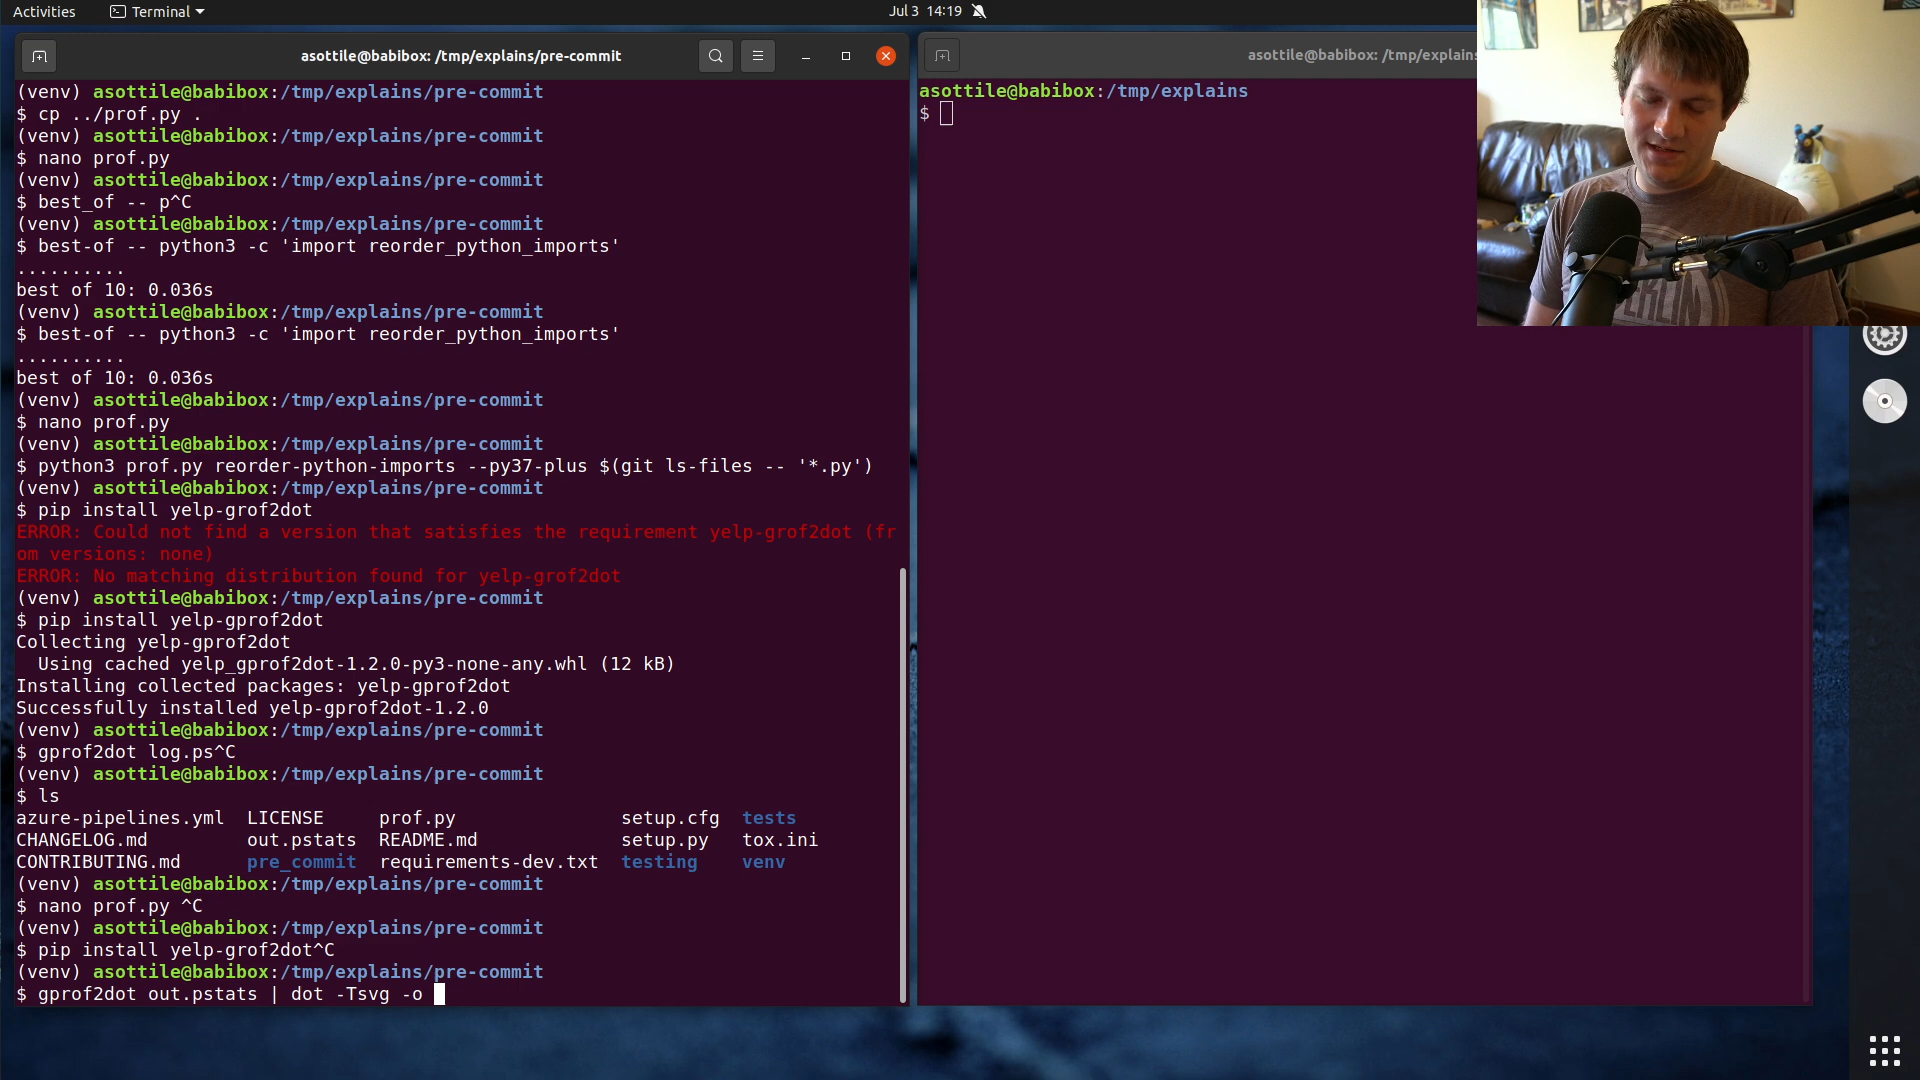 Activities
Terminal
Jul 3 14:19
asottile@babibox: /tmp/explains/pre-commit
(venv) asottile@babibox:/tmp/explains/pre-commit
$ cp ../prof.py .
(venv) asottile@babibox:/tmp/explains/pre-commit
$ nano prof.py
(venv) asottile@babibox:/tmp/explains/pre-commit
$ best_of -- p^C
(venv) asottile@babibox:/tmp/explains/pre-commit
$ best-of -- python3 -c 'import reorder_python_imports'
..........
best of 10: 0.036s
(venv) asottile@babibox:/tmp/explains/pre-commit
$ best-of -- python3 -c 'import reorder_python_imports'
..........
best of 10: 0.036s
(venv) asottile@babibox:/tmp/explains/pre-commit
$ nano prof.py
(venv) asottile@babibox:/tmp/explains/pre-commit
$ python3 prof.py reorder-python-imports --py37-plus $(git ls-files -- '*.py')
(venv) asottile@babibox:/tmp/explains/pre-commit
$ pip install yelp-grof2dot
ERROR: Could not find a version that satisfies the requirement yelp-grof2dot (fr
om versions: none)
ERROR: No matching distribution found for yelp-grof2dot
(venv) asottile@babibox:/tmp/explains/pre-commit
$ pip install yelp-gprof2dot
Collecting yelp-gprof2dot
  Using cached yelp_gprof2dot-1.2.0-py3-none-any.whl (12 kB)
Installing collected packages: yelp-gprof2dot
Successfully installed yelp-gprof2dot-1.2.0
(venv) asottile@babibox:/tmp/explains/pre-commit
$ gprof2dot log.ps^C
(venv) asottile@babibox:/tmp/explains/pre-commit
$ ls
azure-pipelines.yml  LICENSE     prof.py               setup.cfg  tests
CHANGELOG.md         out.pstats  README.md             setup.py   tox.ini
CONTRIBUTING.md      pre_commit  requirements-dev.txt  testing    venv
(venv) asottile@babibox:/tmp/explains/pre-commit
$ nano prof.py ^C
(venv) asottile@babibox:/tmp/explains/pre-commit
$ pip install yelp-grof2dot^C
(venv) asottile@babibox:/tmp/explains/pre-commit
$ gprof2dot out.pstats | dot -Tsvg -o
asottile@babibox: /tmp/explains
asottile@babibox:/tmp/explains
$